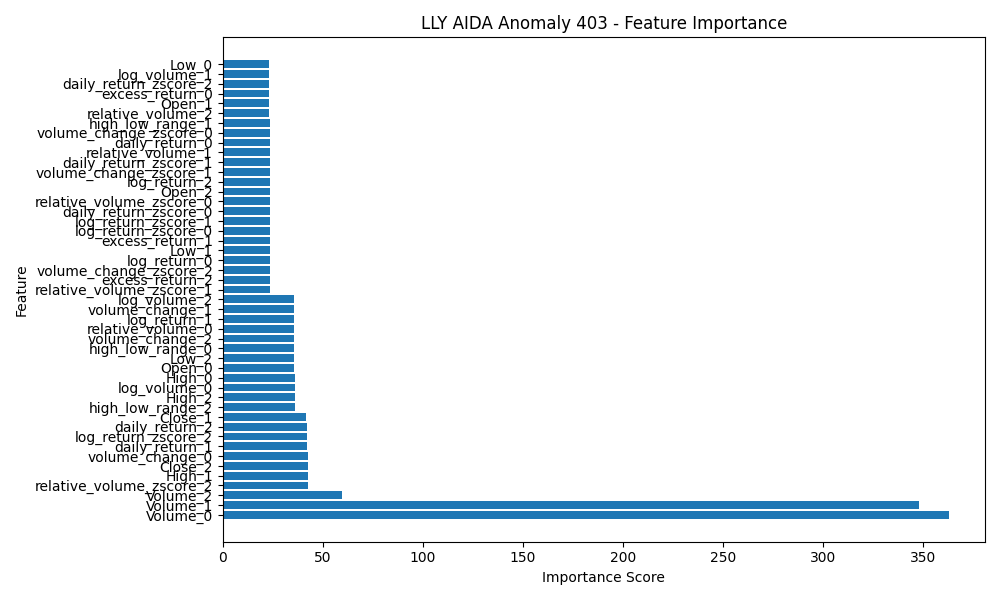 LLY AIDA Anomaly 403 - Feature Importance
Low_0
log_volume_1
daily_return_zscore_2
excess_return_0
Open_1
relative_volume_2
high_low_range_1
volume_change_zscore_0
daily_return_0
relative_volume_1
daily_return_zscore_1
volume_change_zscore_1
log_return_2
Open_2
relative_volume_zscore_0
daily_return_zscore_0
log_return_zscore_1
log_return_zscore_0
excess_return_1
Low_1
log_return_0
volume_change_zscore_2
excess_return_2
relative_volume_zscore_1
log_volume_2
volume_change_1
log_return_1
relative_volume_0
volume_change_2
high_low_range_0
Low_2
Open_0
High_0
log_volume_0
High_2
high_low_range_2
Close_1
daily_return_2
log_return_zscore_2
daily_return_1
volume_change_0
Close_2
High_1
relative_volume_zscore_2
Volume_2
Volume_1
Volume_0
Feature
0 50 100 150 200 250 300 350
Importance Score